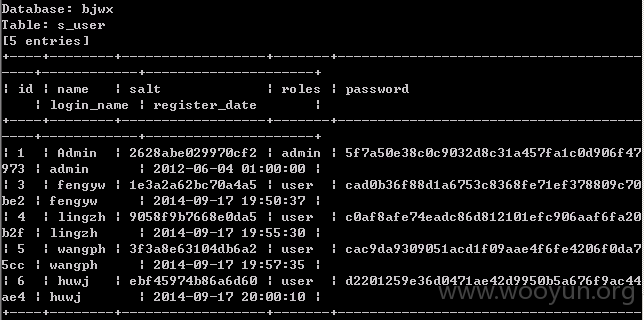 Database: bjwx
Table: s_user
[5 entries]
+----+--------+------------------+-------+--------------------------------------
----+------------+---------------------+
| id | name | salt | roles | password
| login_name | register_date |
+----+--------+------------------+-------+--------------------------------------
----+------------+---------------------+
| 1 | Admin | 2628abe029970cf2 | admin | 5f7a50e38c0c9032d8c31a457fa1c0d906f47
973 | admin | 2012-06-04 01:00:00 |
| 3 | fengyw | 1e3a2a62bc70a4a5 | user | cad0b36f88d1a6753c8368fe71ef378809c70
be2 | fengyw | 2014-09-17 19:50:37 |
| 4 | lingzh | 9058f9b7668e0da5 | user | c0af8afe74eadc86d812101efc906aaf6fa20
b2f | lingzh | 2014-09-17 19:55:30 |
| 5 | wangph | 3f3a8e63104db6a2 | user | cac9da9309051acd1f09aae4f6fe4206f0da7
5cc | wangph | 2014-09-17 19:57:35 |
| 6 | huwj | ebf45974b86a6d60 | user | d2201259e36d0471ae42d9950b5a676f9ac44
ae4 | huwj | 2014-09-17 20:00:10 |
www.wooyun.org